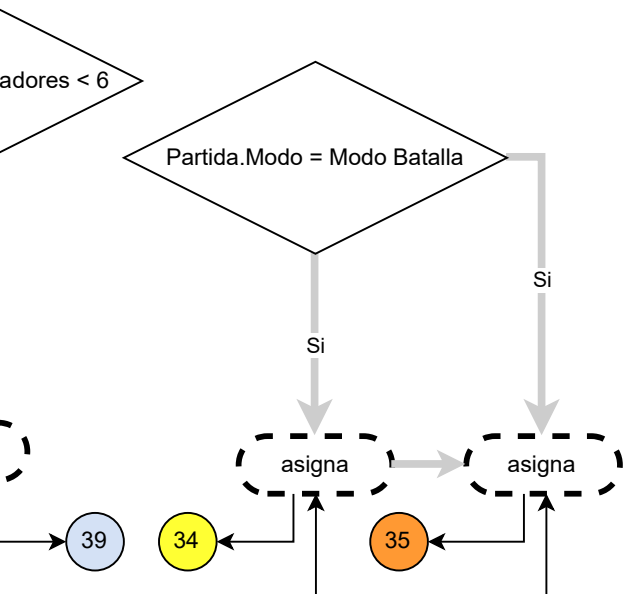 adores < 6
Partida.Modo = Modo Batalla
Si
Si
asigna
asigna
39
34
35